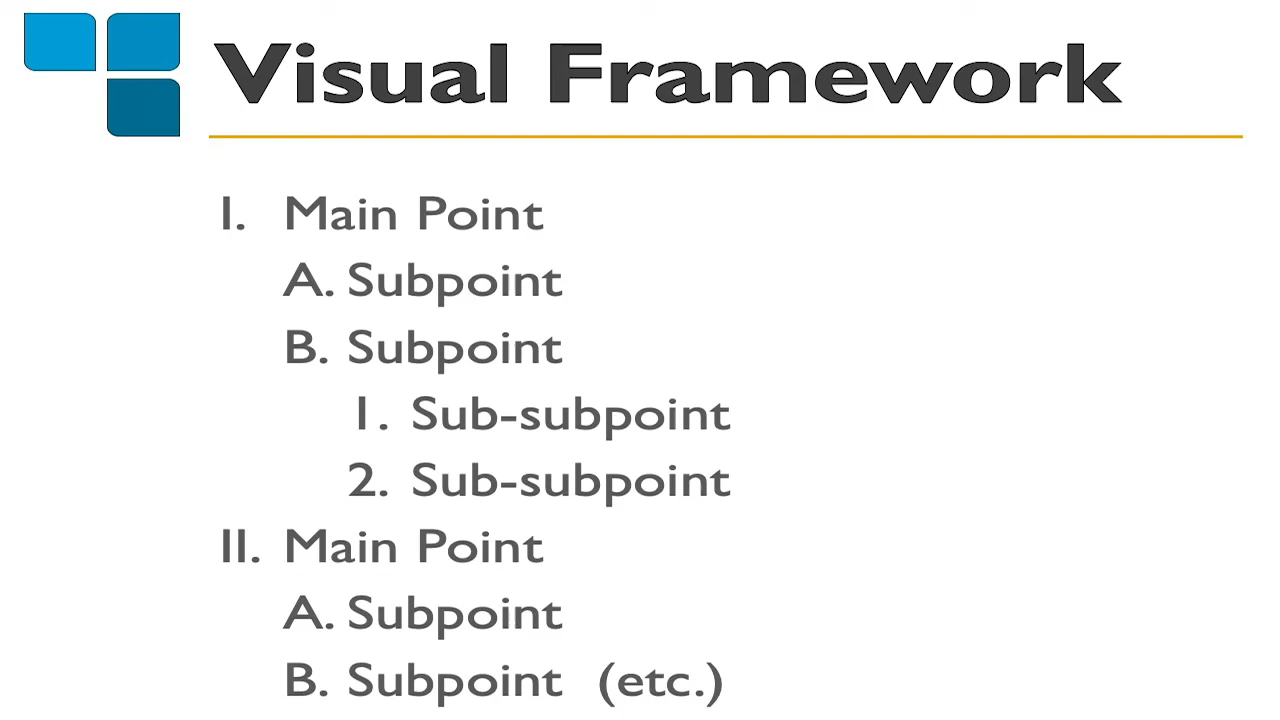 Visual Framework
I. Main Point
A. Subpoint
B. Subpoint
1. Sub-subpoint
2. Sub-subpoint
II. Main Point
A. Subpoint
B. Subpoint (etc.)